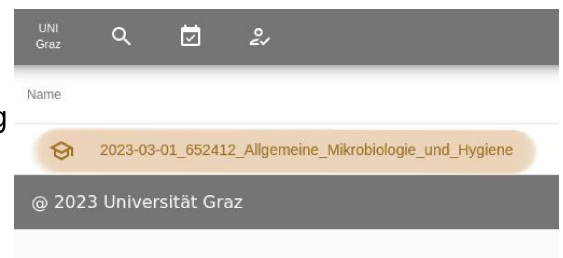 UNI
Graz
Name
g
2023-03-01_652412_Allgemeine_Mikrobiologie_und_Hygiene
@ 2023 Universität Graz